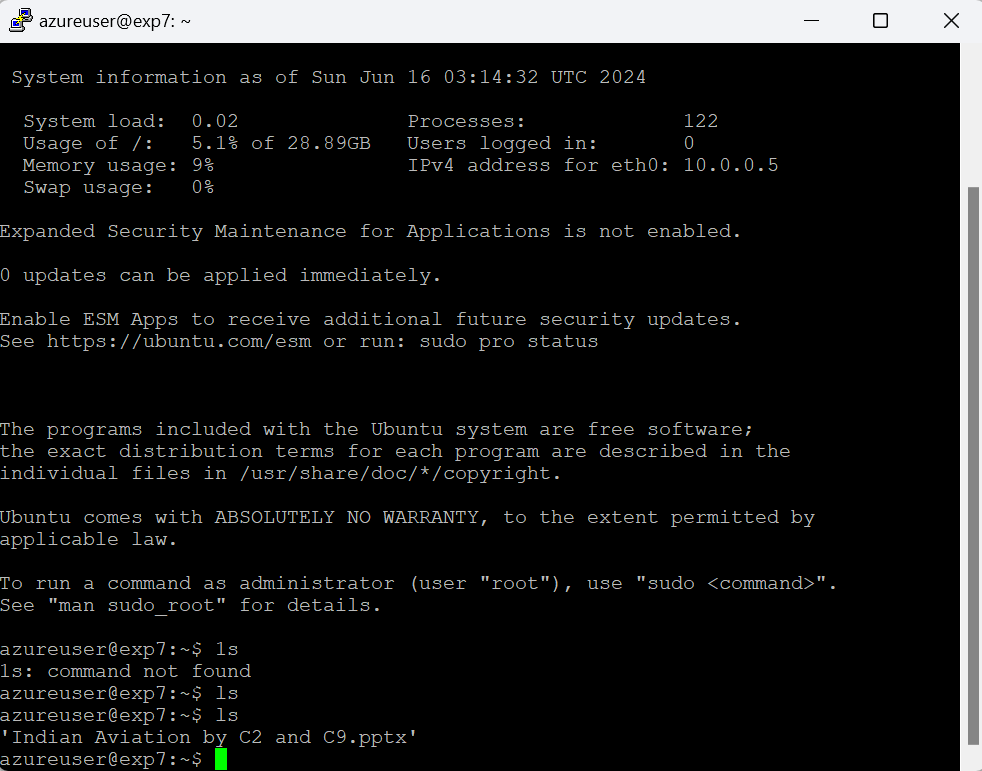 azureuser@exp7: ~
System information as of Sun Jun 16 03:14:32 UTC 2024
System load: 0.02 Processes: 122
Usage of /: 5.1% of 28.89GB Users logged in: 0
Memory usage: 9% IPv4 address for eth0: 10.0.0.5
Swap usage: 0%
Expanded Security Maintenance for Applications is not enabled.
0 updates can be applied immediately.
Enable ESM Apps to receive additional future security updates.
See https://ubuntu.com/esm or run: sudo pro status
The programs included with the Ubuntu system are free software;
the exact distribution terms for each program are described in the
individual files in /usr/share/doc/*/copyright.
Ubuntu comes with ABSOLUTELY NO WARRANTY, to the extent permitted by
applicable law.
To run a command as administrator (user "root"), use "sudo <command>".
See "man sudo_root" for details.
azureuser@exp7:~$ 1s
1s: command not found
azureuser@exp7:~$ ls
azureuser@exp7:~$ ls
'Indian Aviation by C2 and C9.pptx'
azureuser@exp7:~$